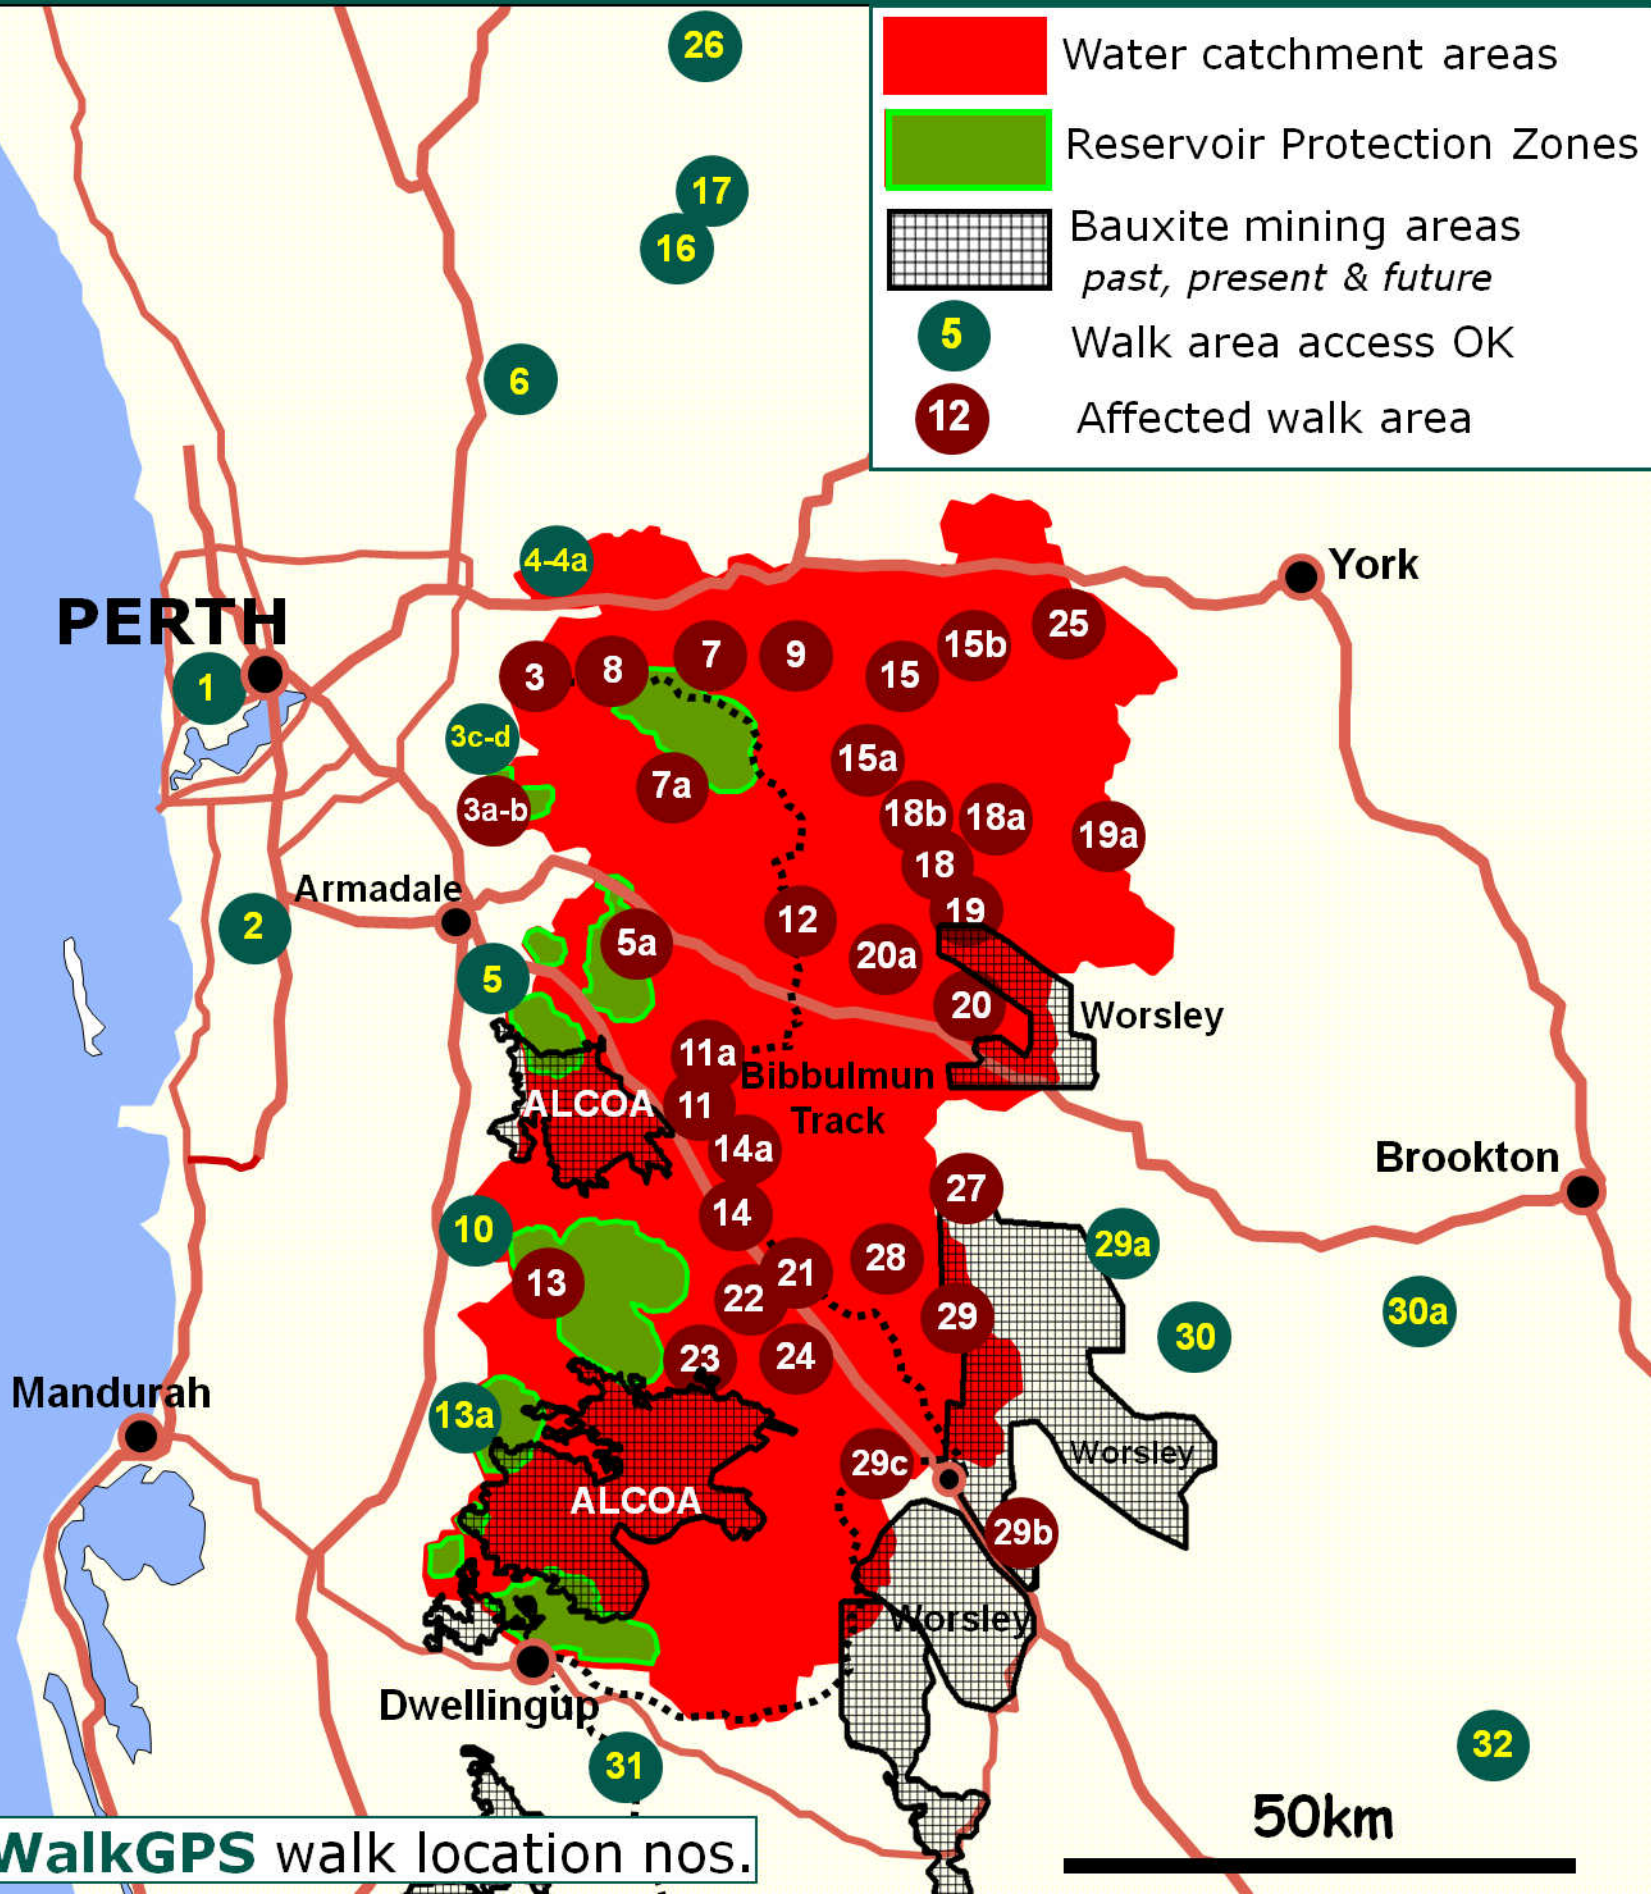 26
Water catchment areas
Reservoir Protection Zones
17
16
Bauxite mining areas
past, present & future
5
Walk area access OK
6
12
Affected walk area
4-4a
York
PERTH
1
3
8
7
9
15
15b
25
3c-d
3a-b
7a
15a
18b
18a
19a
18
Armadale
2
5
5a
12
19
20a
20
Worsley
11a
Bibbulmun
Track
ALCOA
11
14a
14
Brookton
27
10
13
21
22
28
29a
29
30
30a
23
24
Mandurah
13a
29c
Worsley
ALCOA
29b
Worsley
Dwellingup
31
32
50km
WalkGPS walk location nos.